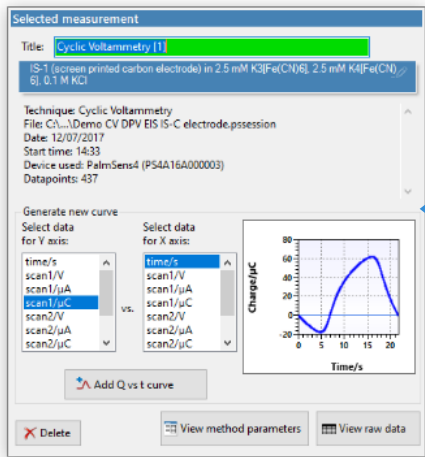 Selected measurement
Title: Cyclic Voltammetry [1]
IS-1 (screen printed carbon electrode) in 2.5 mM K3[Fe(CN)6], 2.5 mM K4[Fe(CN)
6], 0.1 M KCl
Technique: Cyclic Voltammetry
File: C:\...\Demo CV DPV EIS IS-C electrode.pssession
Date: 12/07/2017
Start time: 14:33
Device used: PalmSens4 (PS4A16A000003)
Datapoints: 437
Generate new curve
Select data
for Y axis:
time/s
scan1/V
scan1/µA
scan1/µC
scan2/V
scan2/µA
scan2/µC
vs.
Select data
for X axis:
time/s
scan1/V
scan1/µA
scan1/µC
scan2/V
scan2/µA
scan2/µC
Charge/µC
80
60
40
20
0
-20
0 5 10 15 20
Time/s
Add Q vs t curve
Delete
View method parameters
View raw data